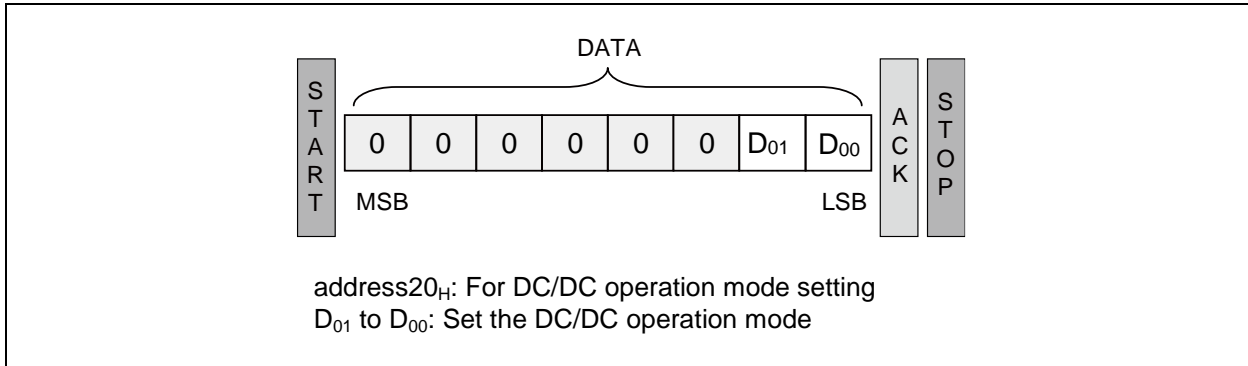 DATA
START
0 0 0 0 0 0 D01 D00
ACK
STOP
MSB
LSB
address20H: For DC/DC operation mode setting
D01 to D00: Set the DC/DC operation mode